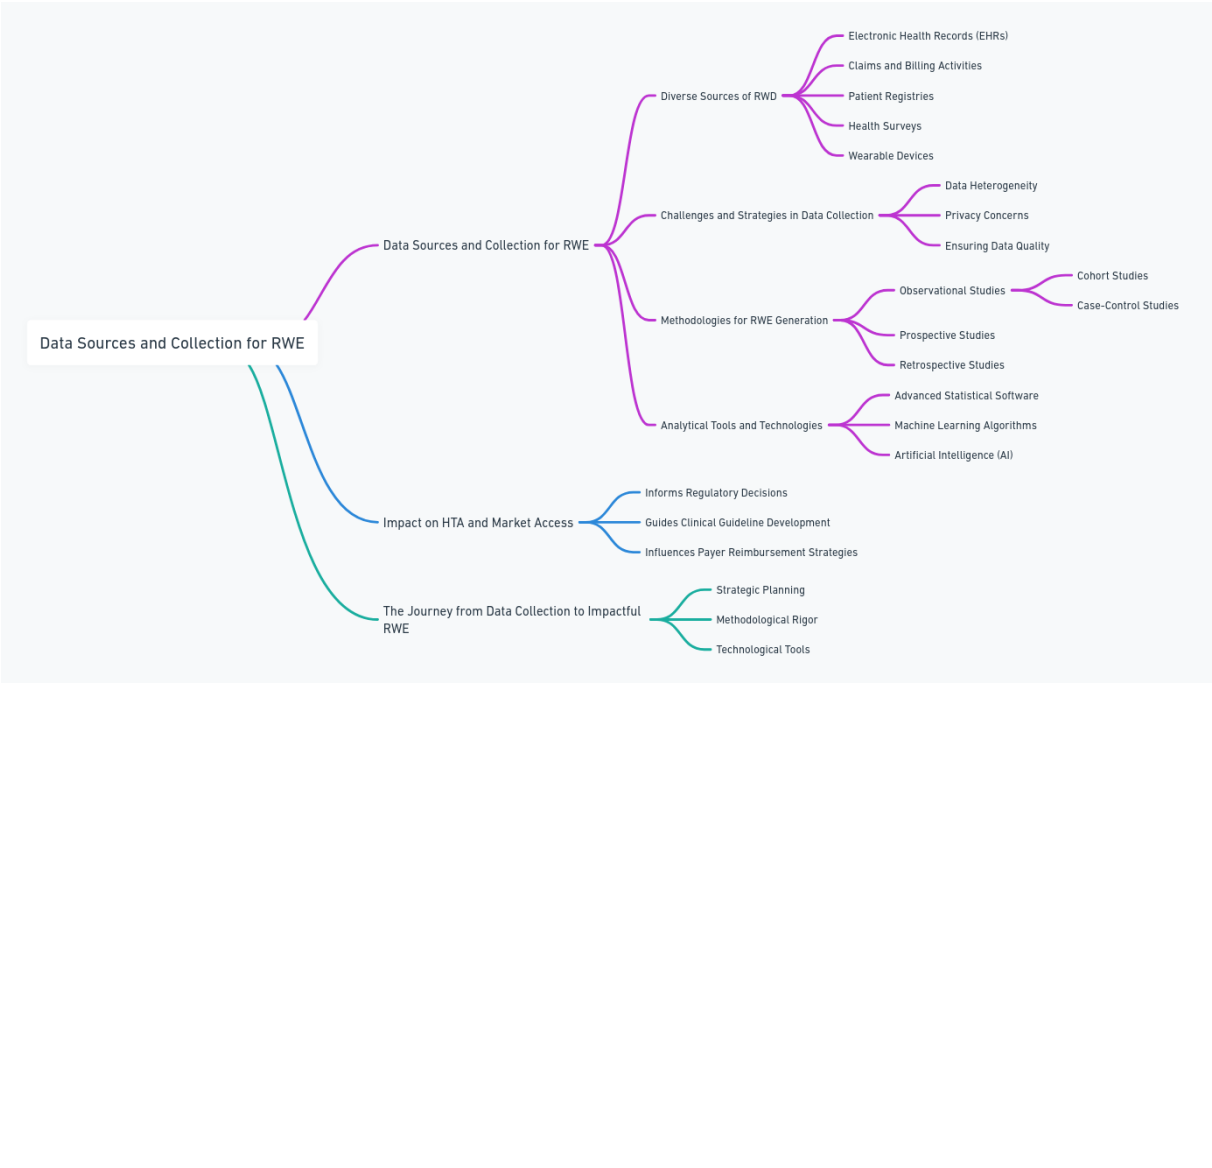 Data Sources and Collection for RWE
Data Sources and Collection for RWE
Diverse Sources of RWD
Electronic Health Records (EHRs)
Claims and Billing Activities
Patient Registries
Health Surveys
Wearable Devices
Challenges and Strategies in Data Collection
Data Heterogeneity
Privacy Concerns
Ensuring Data Quality
Methodologies for RWE Generation
Observational Studies
Cohort Studies
Case-Control Studies
Prospective Studies
Retrospective Studies
Analytical Tools and Technologies
Advanced Statistical Software
Machine Learning Algorithms
Artificial Intelligence (AI)
Impact on HTA and Market Access
Informs Regulatory Decisions
Guides Clinical Guideline Development
Influences Payer Reimbursement Strategies
The Journey from Data Collection to Impactful
RWE
Strategic Planning
Methodological Rigor
Technological Tools